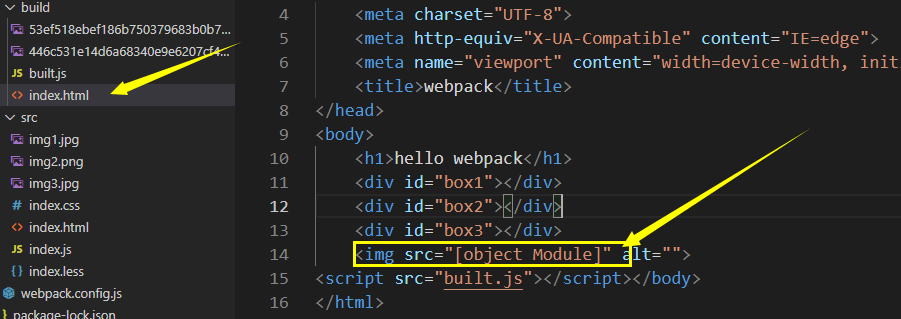 build
53ef518ebef186b750379683b0b7...
446c531e14d6a68340e9e6207cf4...
JS built.js
<> index.html
src
img1.jpg
img2.png
img3.jpg
# index.css
<> index.html
JS index.js
{} index.less
webpack.config.js
package-lock.json
4 <meta charset="UTF-8">
5 <meta http-equiv="X-UA-Compatible" content="IE=edge">
6 <meta name="viewport" content="width=device-width, init
7 <title>webpack</title>
8 </head>
9 <body>
10 <h1>hello webpack</h1>
11 <div id="box1"></div>
12 <div id="box2"></div>
13 <div id="box3"></div>
14 <img src="[object Module]" alt="">
15 <script src="built.js"></script></body>
16 </html>